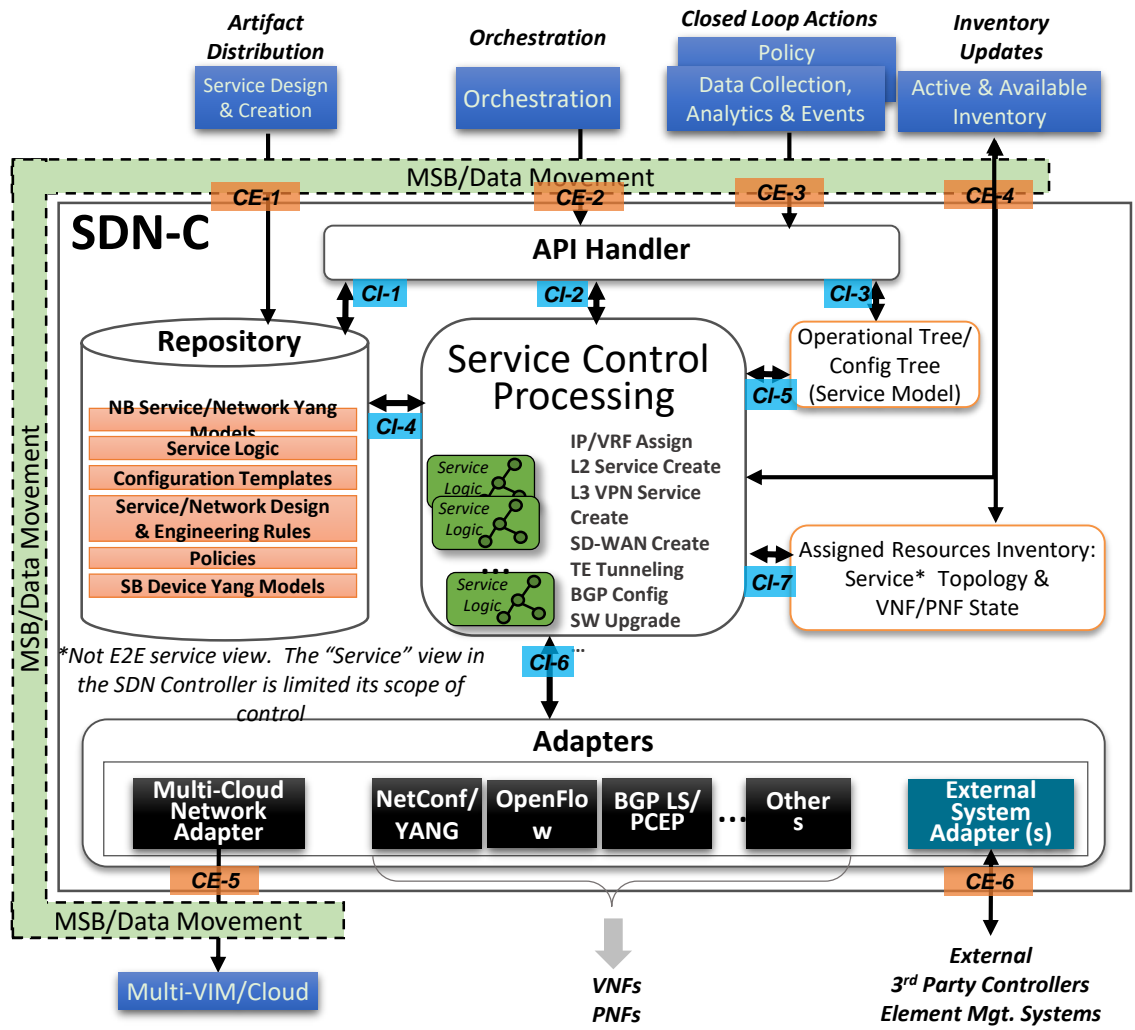 Artifact
Distribution
Orchestration
Closed Loop Actions
Inventory
Updates
Service Design
& Creation
Orchestration
Policy
Data Collection,
Analytics & Events
Active & Available
Inventory
MSB/Data Movement
CE-1
CE-2
CE-3
CE-4
SDN-C
API Handler
CI-1
CI-2
CI-3
Repository
NB Service/Network Yang
Models
Service Logic
Configuration Templates
Service/Network Design
& Engineering Rules
Policies
SB Device Yang Models
CI-4
Service Control
Processing
Service
Logic
Service
Logic
...
Service
Logic
IP/VRF Assign
L2 Service Create
L3 VPN Service
Create
SD-WAN Create
TE Tunneling
BGP Config
SW Upgrade
...
CI-5
Operational Tree/
Config Tree
(Service Model)
CI-7
Assigned Resources Inventory:
Service* Topology &
VNF/PNF State
MSB/Data Movement
*Not E2E service view. The “Service” view in
the SDN Controller is limited its scope of
control
CI-6
Adapters
Multi-Cloud
Network
Adapter
NetConf/
YANG
OpenFlo
w
BGP LS/
PCEP
...
Other
s
External
System
Adapter (s)
CE-5
CE-6
MSB/Data Movement
Multi-VIM/Cloud
VNFs
PNFs
External
3rd Party Controllers
Element Mgt. Systems